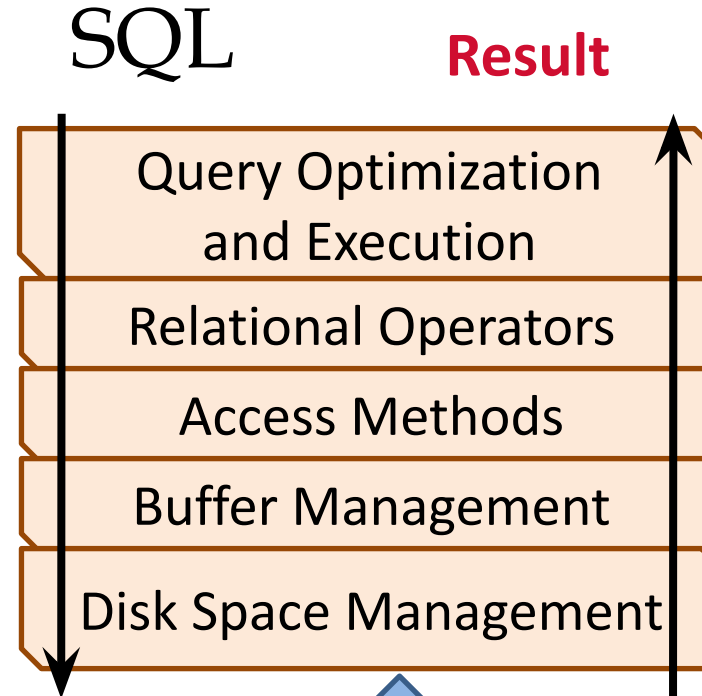 SQL
Result
Query Optimization
and Execution
Relational Operators
Access Methods
Buffer Management
Disk Space Management